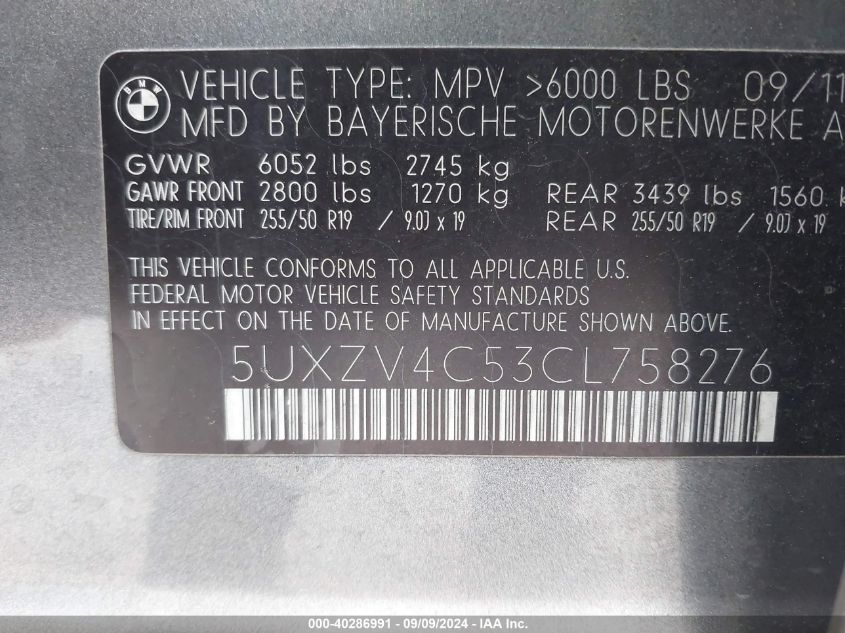 BMW
VEHICLE TYPE: MPV >6000 LBS 09/11
MFD BY BAYERISCHE MOTORENWERKE A
GVWR 6052 lbs 2745 kg
GAWR FRONT 2800 lbs 1270 kg REAR 3439 lbs 1560 k
TIRE/RIM FRONT 255/50 R19 / 9.0J x 19 REAR 255/50 R19 / 9.0J x 19
THIS VEHICLE CONFORMS TO ALL APPLICABLE U.S.
FEDERAL MOTOR VEHICLE SAFETY STANDARDS
IN EFFECT ON THE DATE OF MANUFACTURE SHOWN ABOVE.
5UXZV4C53CL758276
000-40286991 - 09/09/2024 - IAA Inc.